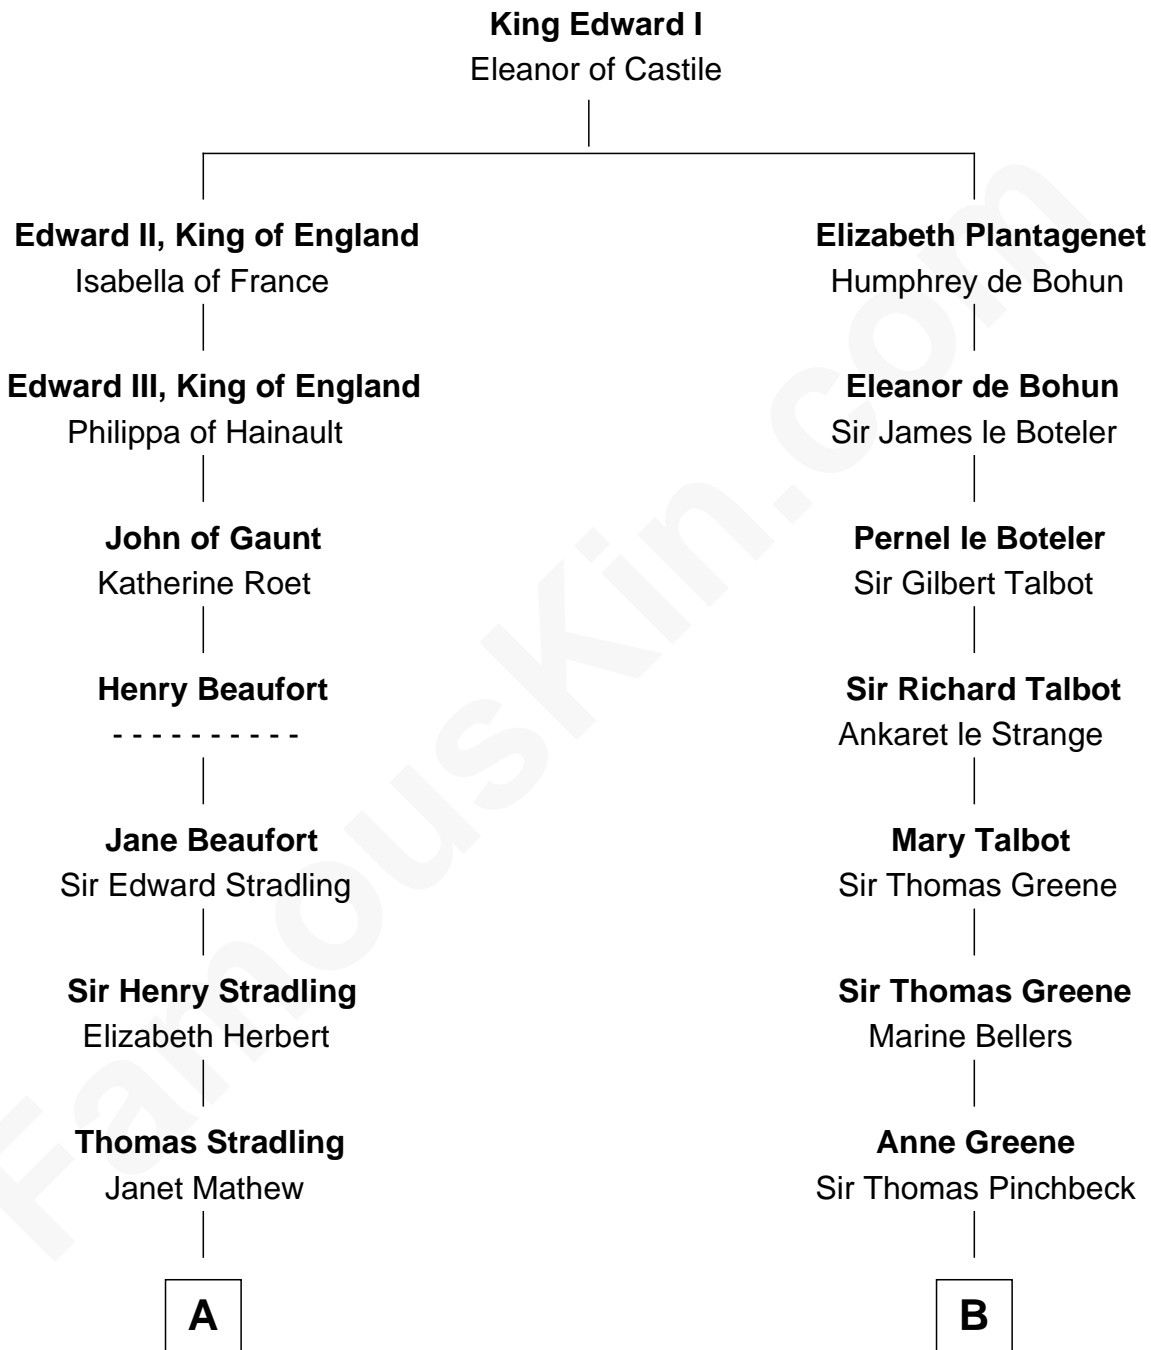 King Edward I
Eleanor of Castile
Edward II, King of England
Isabella of France
Edward III, King of England
Philippa of Hainault
John of Gaunt
Katherine Roet
Henry Beaufort
- - - - - - - - - -
Jane Beaufort
Sir Edward Stradling
Sir Henry Stradling
Elizabeth Herbert
Thomas Stradling
Janet Mathew
A
Elizabeth Plantagenet
Humphrey de Bohun
Eleanor de Bohun
Sir James le Boteler
Pernel le Boteler
Sir Gilbert Talbot
Sir Richard Talbot
Ankaret le Strange
Mary Talbot
Sir Thomas Greene
Sir Thomas Greene
Marine Bellers
Anne Greene
Sir Thomas Pinchbeck
B
FamousKin.com